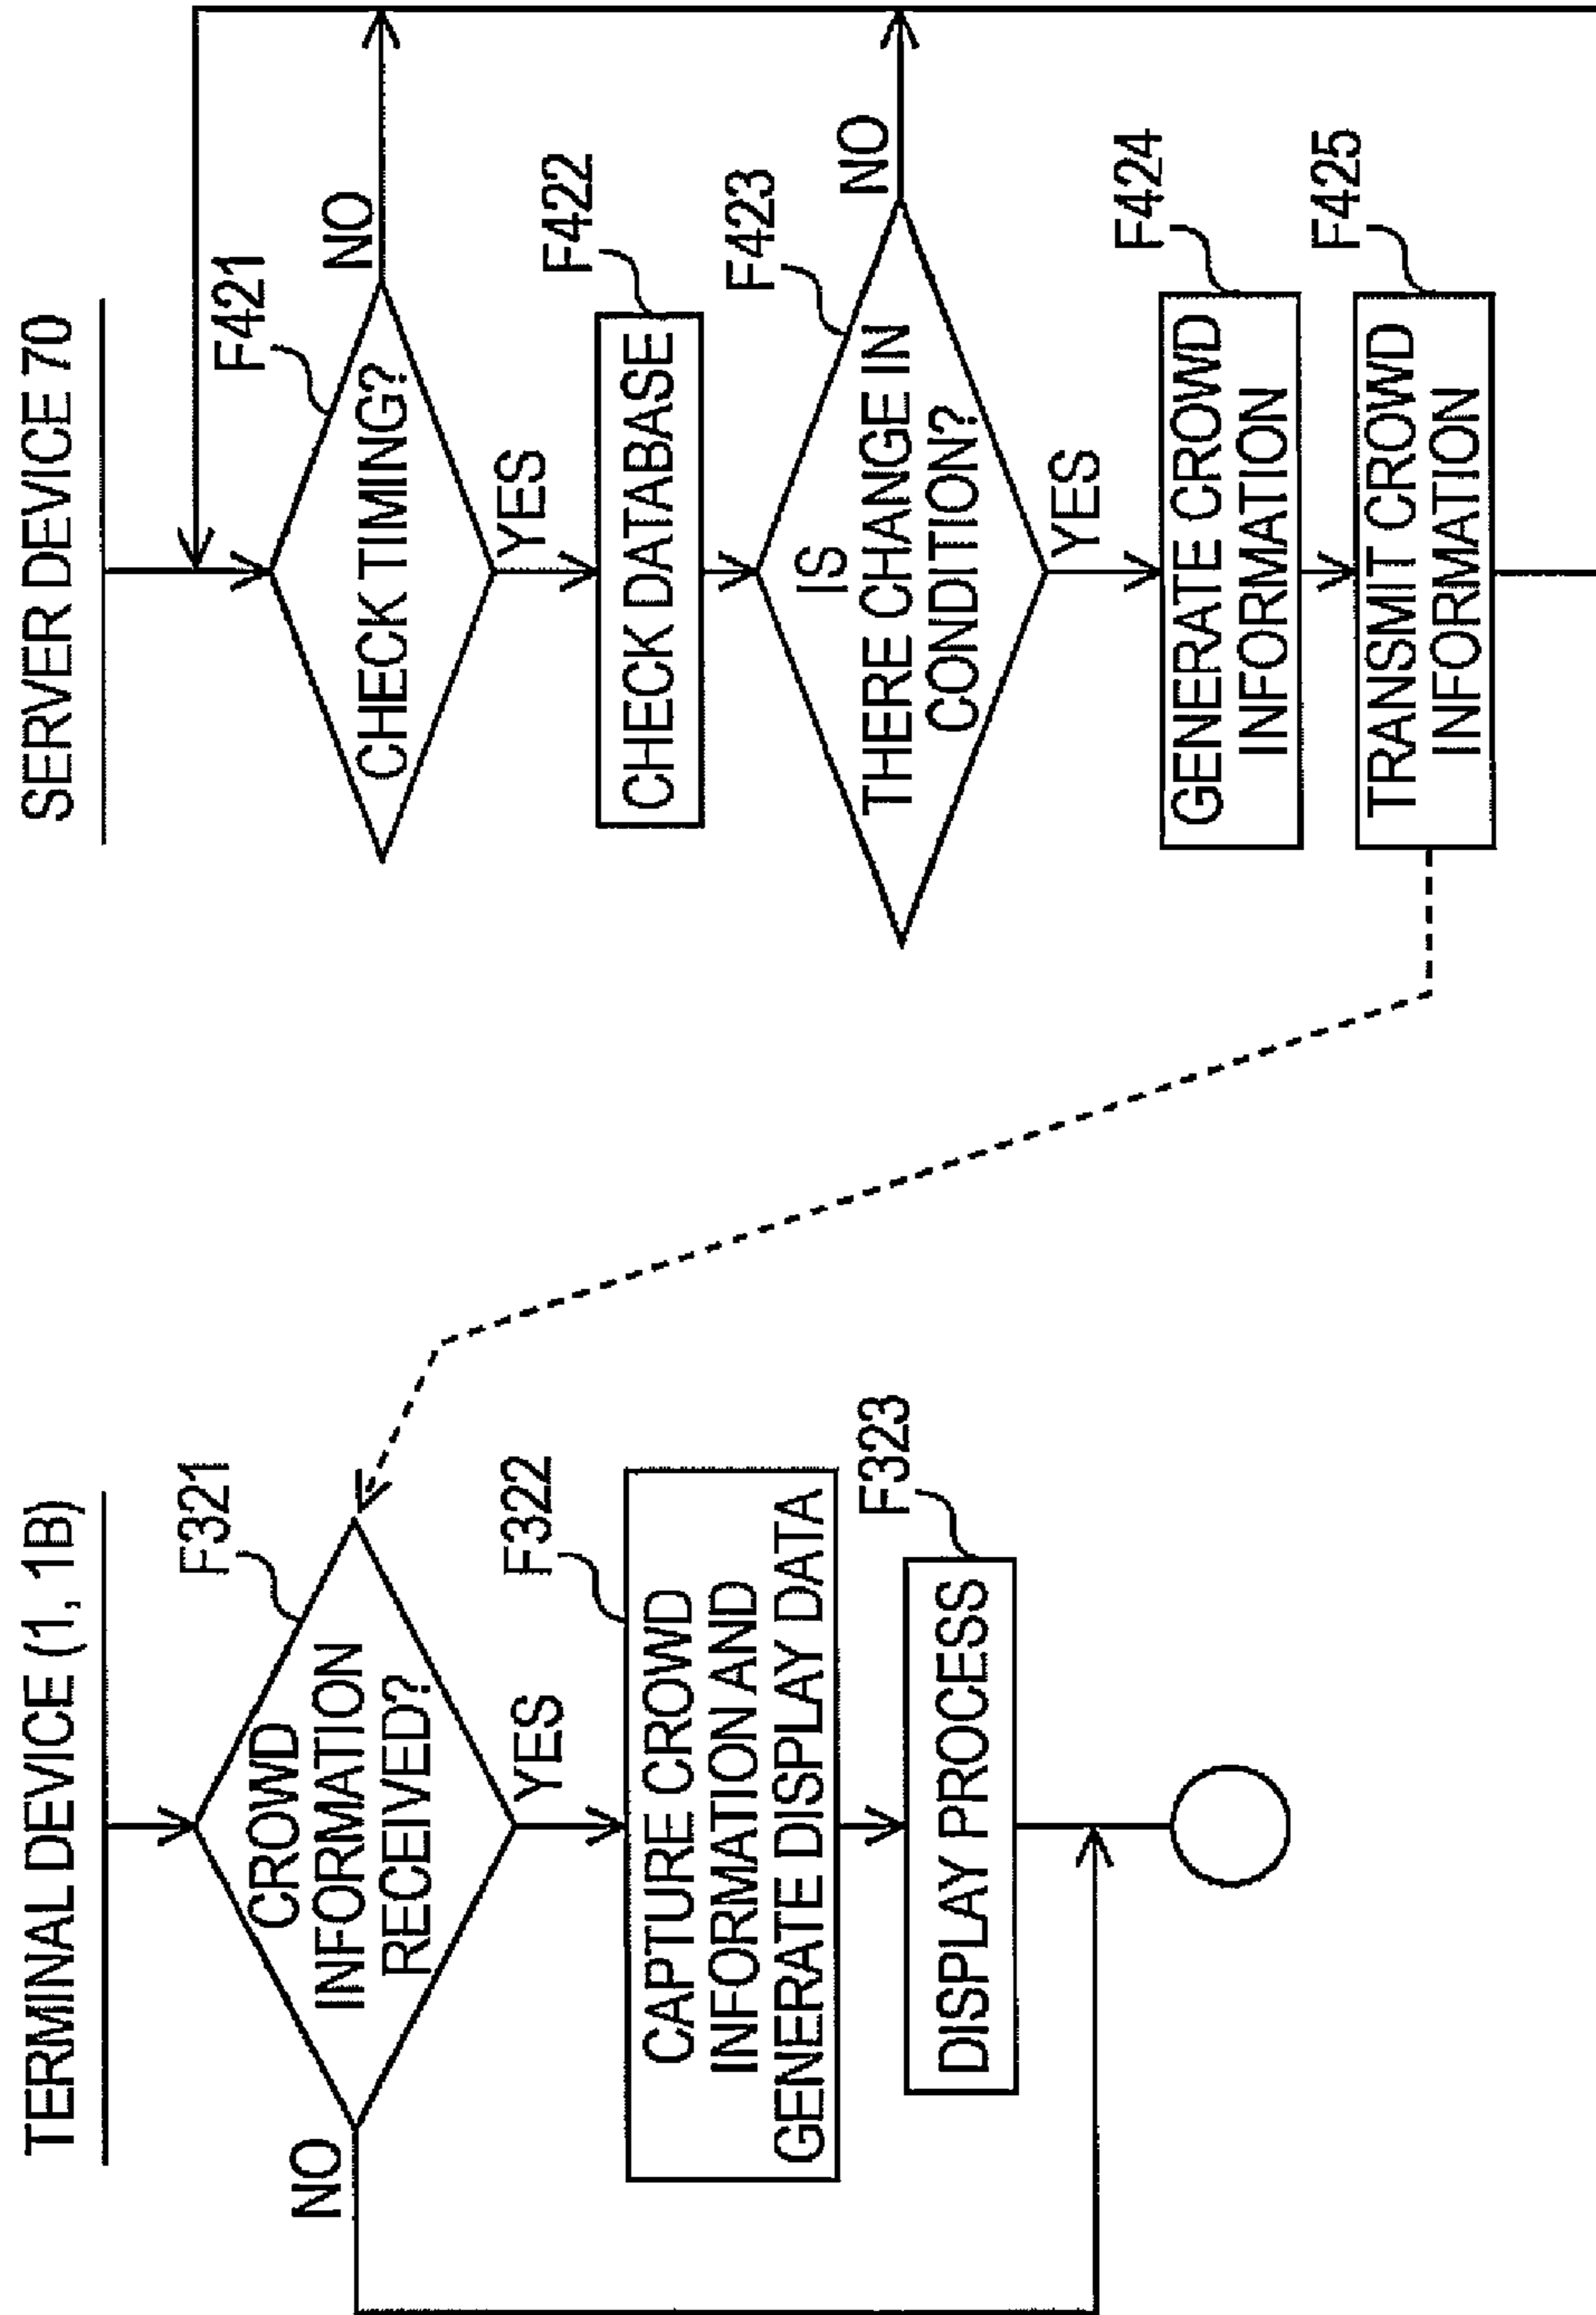 TERMINAL DEVICE (1, 1B)
F321
CROWD
INFORMATION
RECEIVED?
NO
YES
F322
CAPTURE CROWD
INFORMATION AND
GENERATE DISPLAY DATA
F323
DISPLAY PROCESS
SERVER DEVICE 70
F421
CHECK TIMING?
NO
YES
F422
CHECK DATABASE
F423
IS
THERE CHANGE IN
CONDITION?
NO
YES
F424
GENERATE CROWD
INFORMATION
F425
TRANSMIT CROWD
INFORMATION